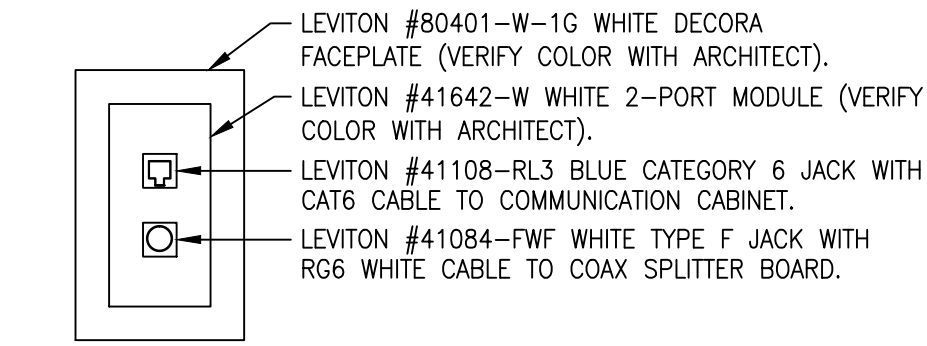 LEVITON #80401-W-1G WHITE DECORA
FACEPLATE (VERIFY COLOR WITH ARCHITECT).
LEVITON #41642-W WHITE 2-PORT MODULE (VERIFY
COLOR WITH ARCHITECT).
LEVITON #41108-RL3 BLUE CATEGORY 6 JACK WITH
CAT6 CABLE TO COMMUNICATION CABINET.
LEVITON #41084-FWF WHITE TYPE F JACK WITH
RG6 WHITE CABLE TO COAX SPLITTER BOARD.